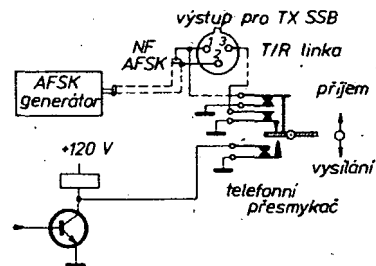 výstup pro TX SSB
NF
AFSK
1 3
2
T/R linka
AFSK
generátor
příjem
+120 V
vysílání
telefonní
přesmykač